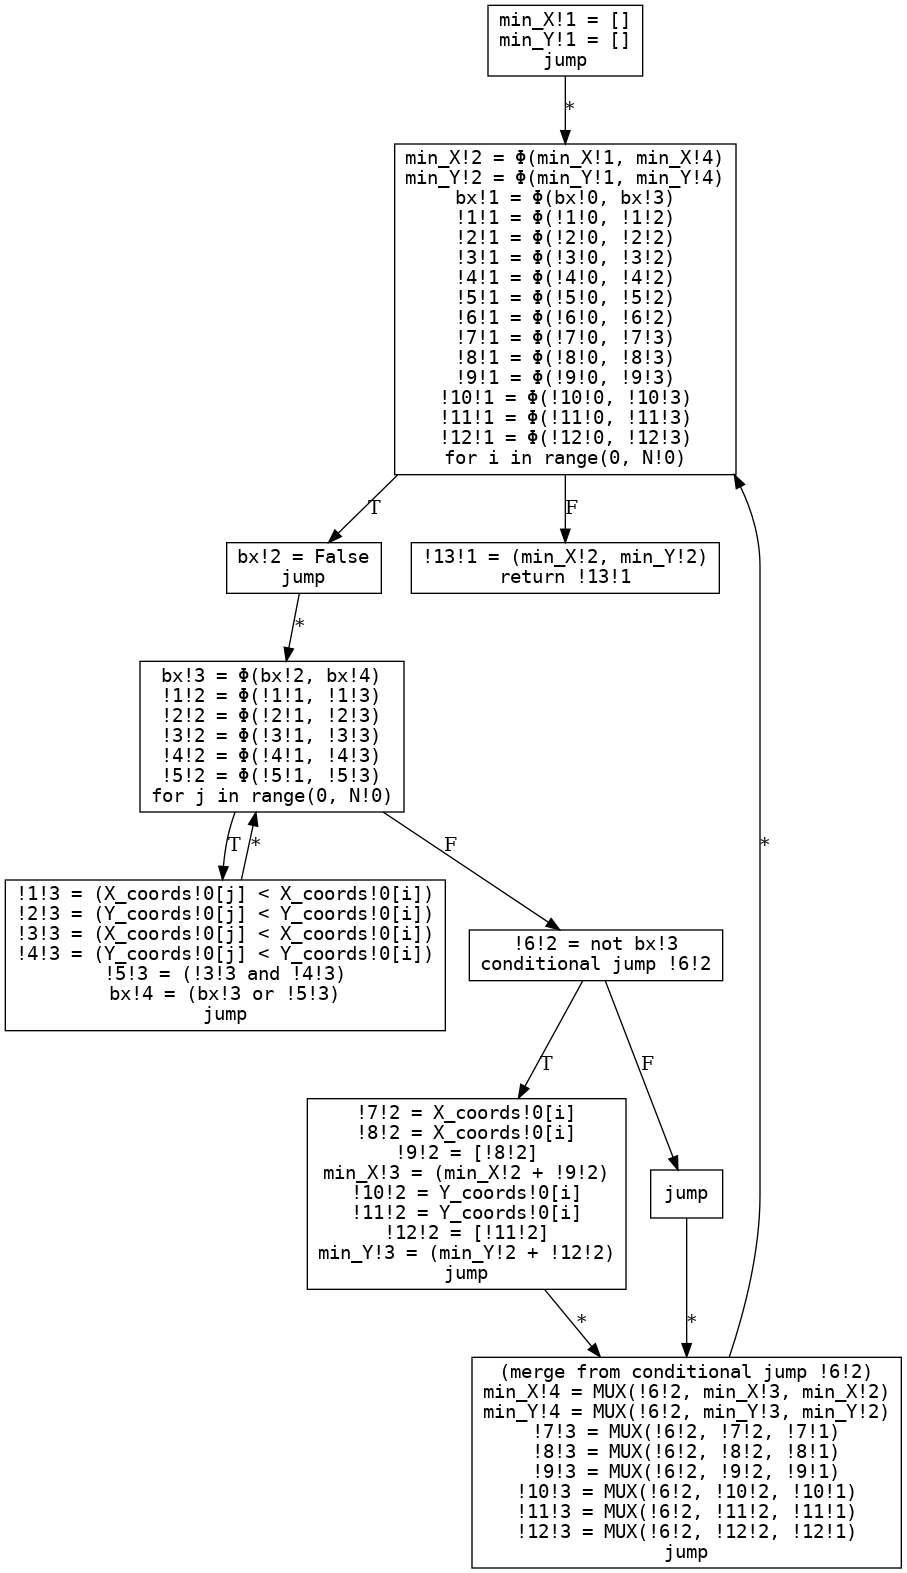 min_X!1 = []
min_Y!1 = []
jump
*
min_X!2 = Φ(min_X!1, min_X!4)
min_Y!2 = Φ(min_Y!1, min_Y!4)
bx!1 = Φ(bx!0, bx!3)
!1!1 = Φ(!1!0, !1!2)
!2!1 = Φ(!2!0, !2!2)
!3!1 = Φ(!3!0, !3!2)
!4!1 = Φ(!4!0, !4!2)
!5!1 = Φ(!5!0, !5!2)
!6!1 = Φ(!6!0, !6!2)
!7!1 = Φ(!7!0, !7!3)
!8!1 = Φ(!8!0, !8!3)
!9!1 = Φ(!9!0, !9!3)
!10!1 = Φ(!10!0, !10!3)
!11!1 = Φ(!11!0, !11!3)
!12!1 = Φ(!12!0, !12!3)
for i in range(0, N!0)
T
F
bx!2 = False
jump
!13!1 = (min_X!2, min_Y!2)
return !13!1
*
bx!3 = Φ(bx!2, bx!4)
!1!2 = Φ(!1!1, !1!3)
!2!2 = Φ(!2!1, !2!3)
!3!2 = Φ(!3!1, !3!3)
!4!2 = Φ(!4!1, !4!3)
!5!2 = Φ(!5!1, !5!3)
for j in range(0, N!0)
T
*
F
*
!1!3 = (X_coords!0[j] < X_coords!0[i])
!2!3 = (Y_coords!0[j] < Y_coords!0[i])
!3!3 = (X_coords!0[j] < X_coords!0[i])
!4!3 = (Y_coords!0[j] < Y_coords!0[i])
!5!3 = (!3!3 and !4!3)
bx!4 = (bx!3 or !5!3)
jump
!6!2 = not bx!3
conditional jump !6!2
T
F
!7!2 = X_coords!0[i]
!8!2 = X_coords!0[i]
!9!2 = [!8!2]
min_X!3 = (min_X!2 + !9!2)
!10!2 = Y_coords!0[i]
!11!2 = Y_coords!0[i]
!12!2 = [!11!2]
min_Y!3 = (min_Y!2 + !12!2)
jump
jump
*
*
(merge from conditional jump !6!2)
min_X!4 = MUX(!6!2, min_X!3, min_X!2)
min_Y!4 = MUX(!6!2, min_Y!3, min_Y!2)
!7!3 = MUX(!6!2, !7!2, !7!1)
!8!3 = MUX(!6!2, !8!2, !8!1)
!9!3 = MUX(!6!2, !9!2, !9!1)
!10!3 = MUX(!6!2, !10!2, !10!1)
!11!3 = MUX(!6!2, !11!2, !11!1)
!12!3 = MUX(!6!2, !12!2, !12!1)
jump